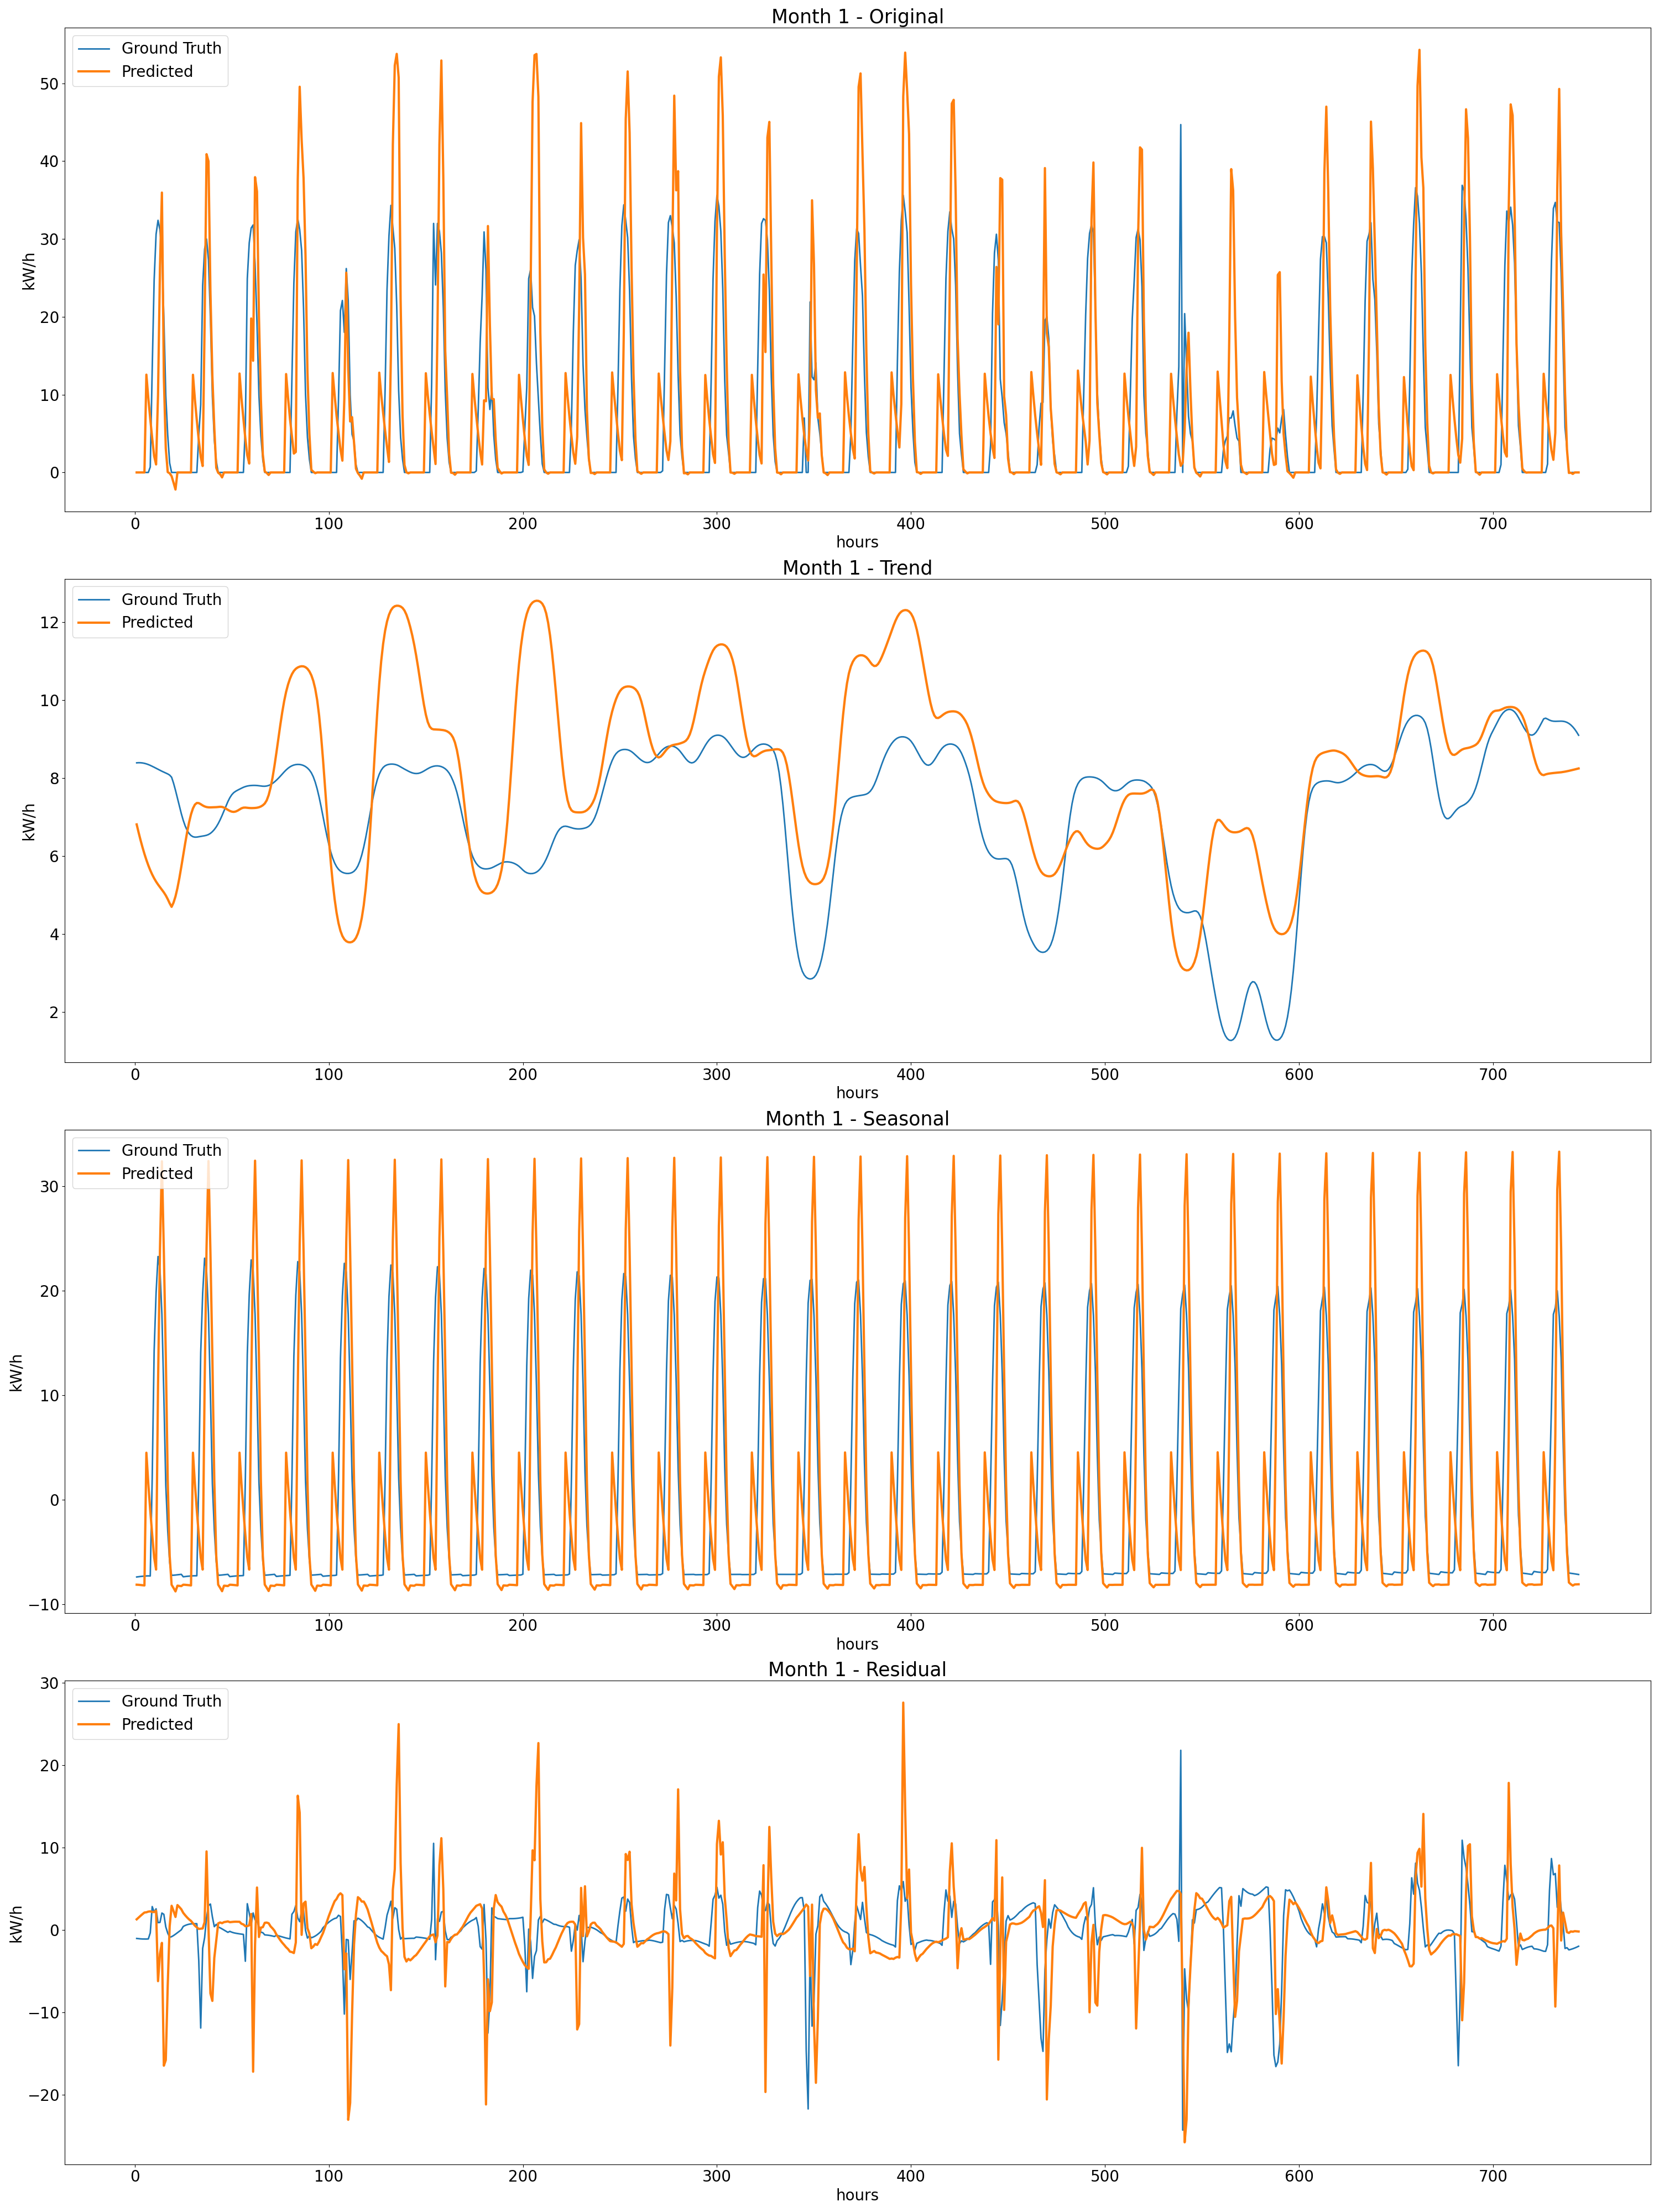 Month 1 - Original
Ground Truth
Predicted
kW/h
50
40
30
20
10
0
0 100 200 300 400 500 600 700
hours
Month 1 - Trend
Ground Truth
Predicted
kW/h
12
10
8
6
4
2
0 100 200 300 400 500 600 700
hours
Month 1 - Seasonal
Ground Truth
Predicted
kW/h
30
20
10
0
−10
0 100 200 300 400 500 600 700
hours
Month 1 - Residual
Ground Truth
Predicted
kW/h
30
20
10
0
−10
−20
0 100 200 300 400 500 600 700
hours